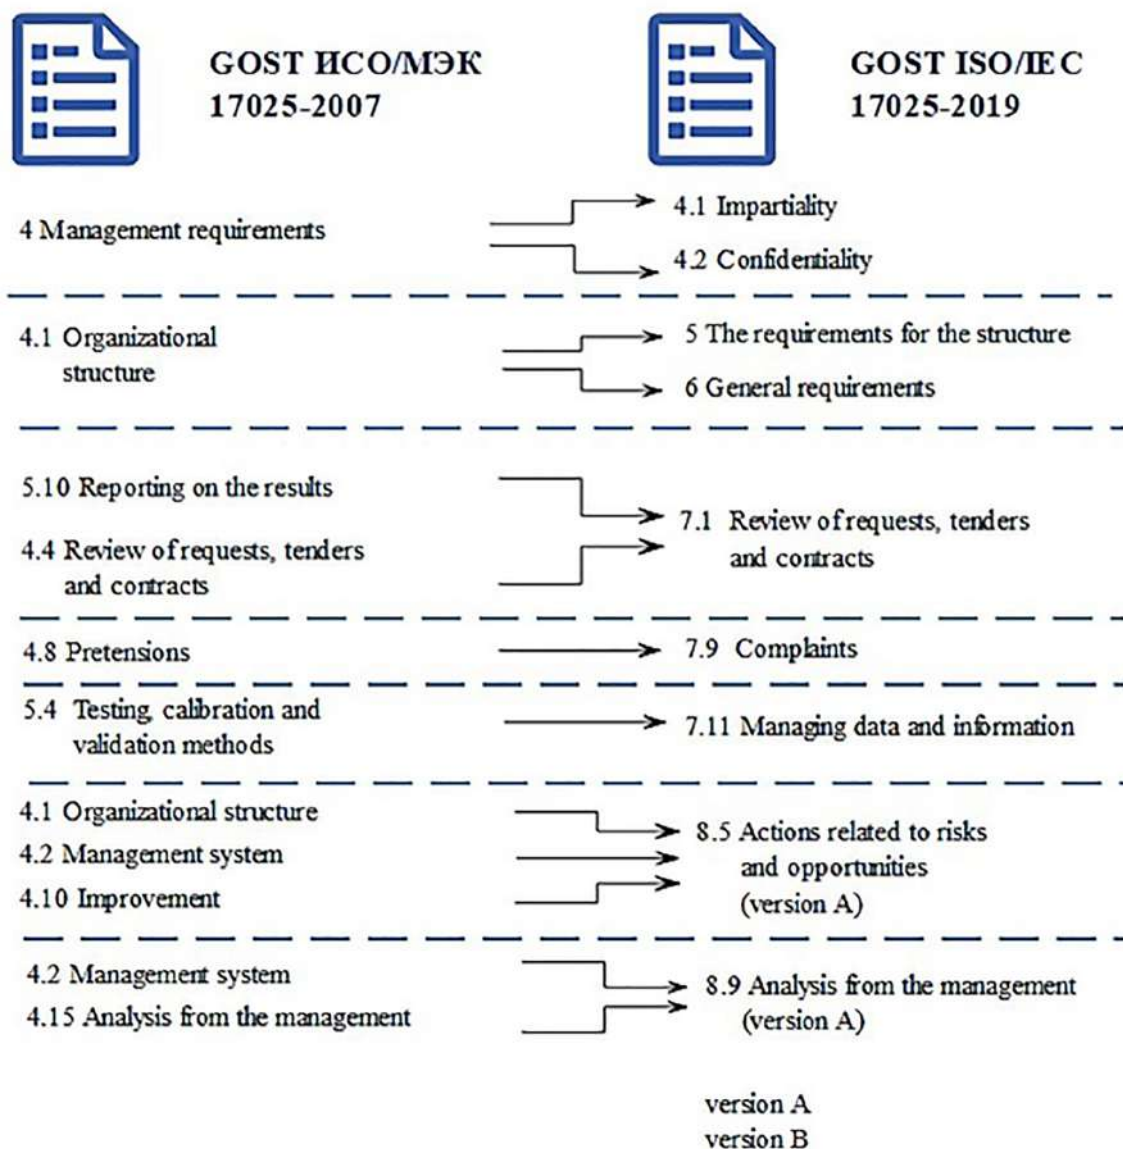 GOST ИСО/МЭК
17025-2007
GOST ISO/IEC
17025-2019
4 Management requirements
4.1 Impartiality
4.2 Confidentiality
4.1 Organizational
structure
5 The requirements for the structure
6 General requirements
5.10 Reporting on the results
4.4 Review of requests, tenders
and contracts
7.1 Review of requests, tenders
and contracts
4.8 Pretensions
7.9 Complaints
5.4 Testing, calibration and
validation methods
7.11 Managing data and information
4.1 Organizational structure
4.2 Management system
4.10 Improvement
8.5 Actions related to risks
and opportunities
(version A)
4.2 Management system
4.15 Analysis from the management
8.9 Analysis from the management
(version A)
version A
version B